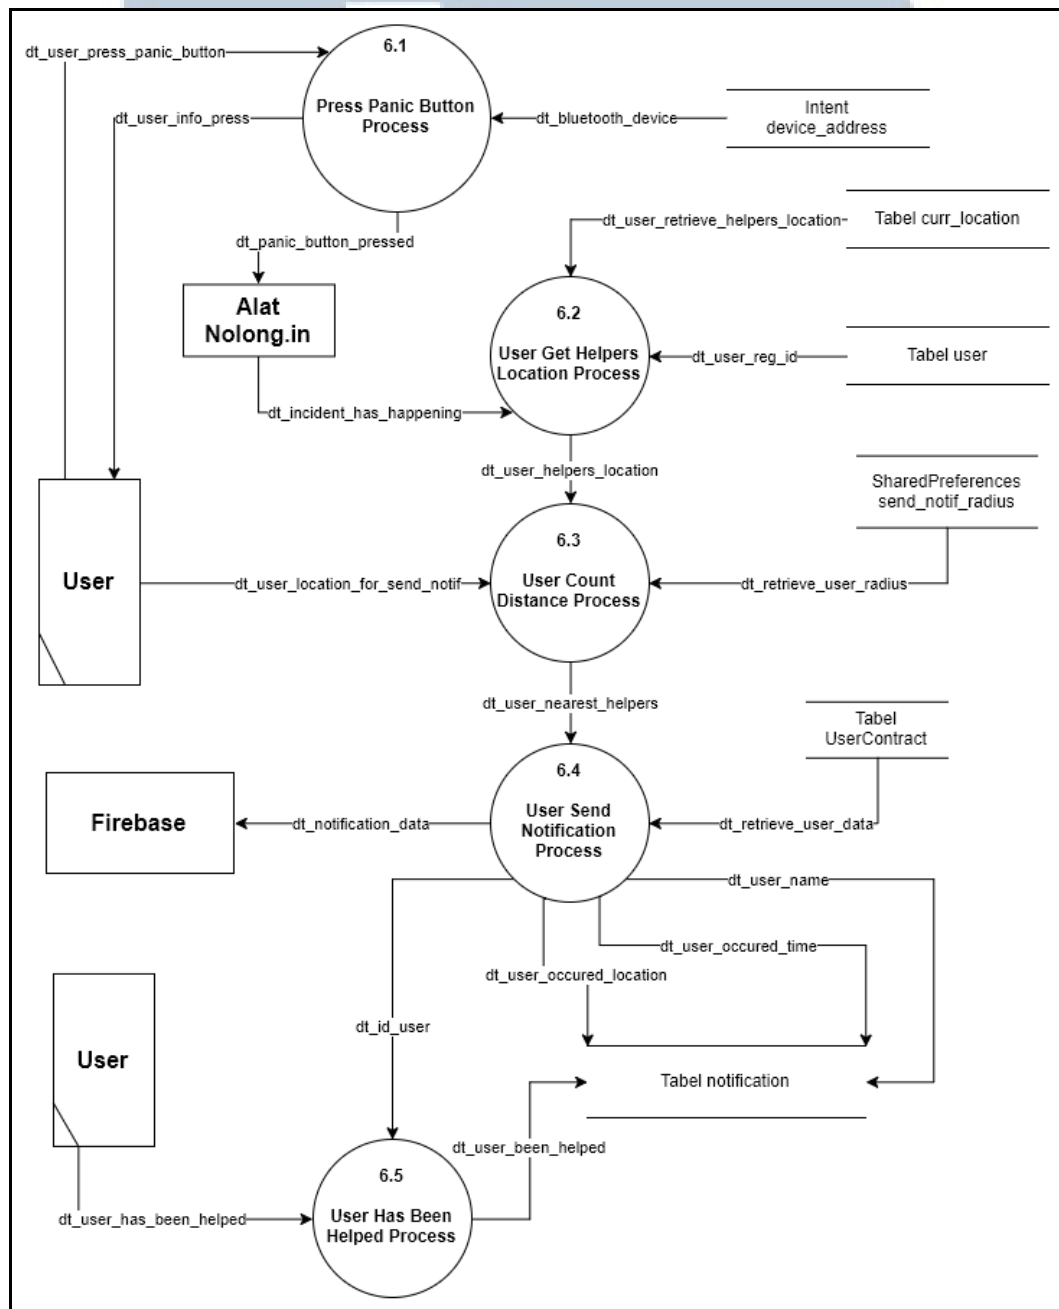 6.1
dt_user_press_panic_button
Press Panic Button
Process
dt_user_info_press
dt_bluetooth_device
Intent
device_address
dt_user_retrieve_helpers_location
Tabel curr_location
dt_panic_button_pressed
Alat
Nolong.in
6.2
User Get Helpers
Location Process
dt_user_reg_id
Tabel user
dt_incident_has_happening
dt_user_helpers_location
SharedPreferences
send_notif_radius
6.3
User Count
Distance Process
User
dt_user_location_for_send_notif
dt_retrieve_user_radius
dt_user_nearest_helpers
Tabel
UserContract
6.4
User Send
Notification
Process
Firebase
dt_notification_data
dt_retrieve_user_data
dt_user_name
dt_user_occured_time
dt_user_occured_location
dt_id_user
User
Tabel notification
dt_user_been_helped
6.5
User Has Been
Helped Process
dt_user_has_been_helped